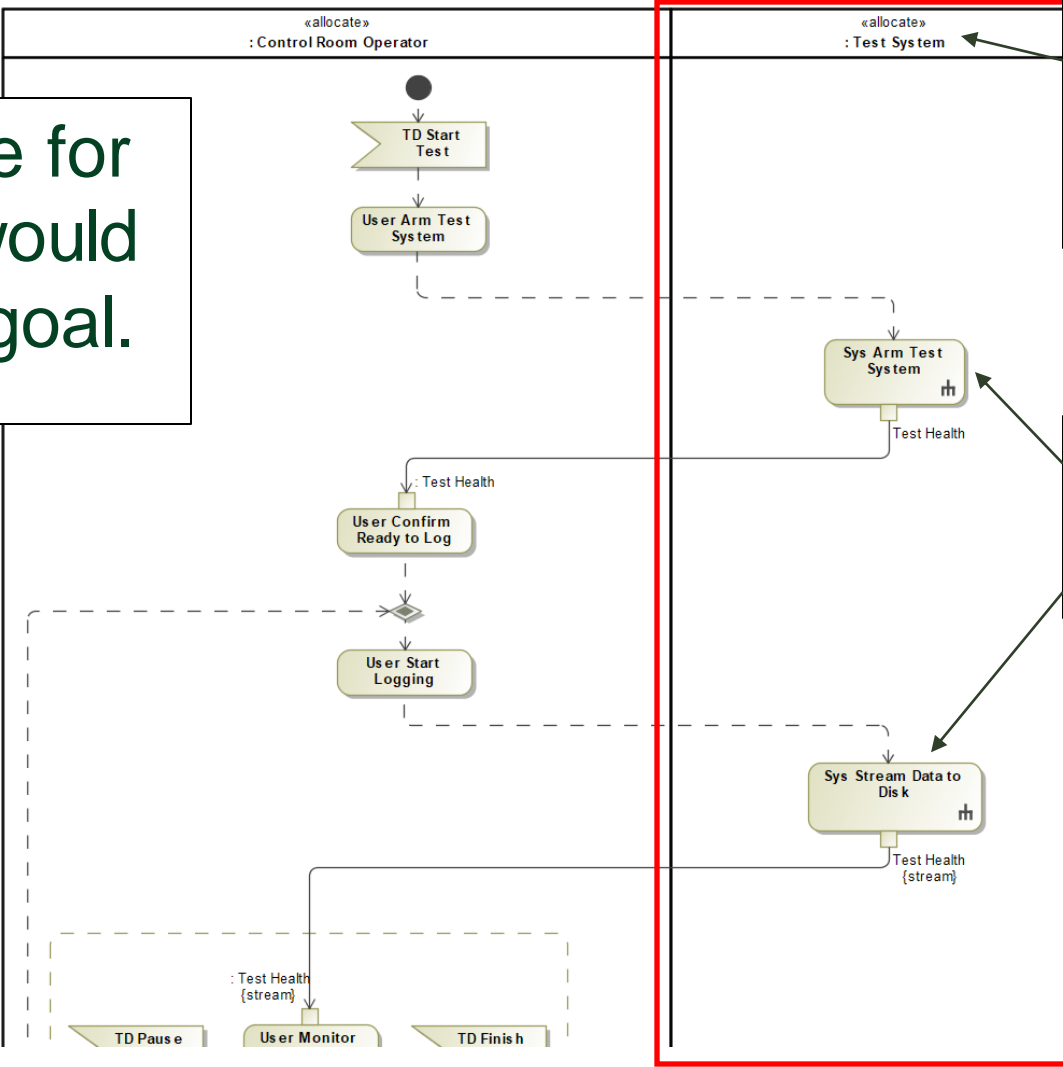 «allocate»
: Control Room Operator
«allocate»
: Test System
e for
would
goal.
TD Start
Test
User Arm Test
System
Sys Arm Test
System
Test Health
: Test Health
User Confirm
Ready to Log
User Start
Logging
Sys Stream Data to
Disk
Test Health
{stream}
: Test Health
{stream}
TD Pause
User Monitor
TD Finish